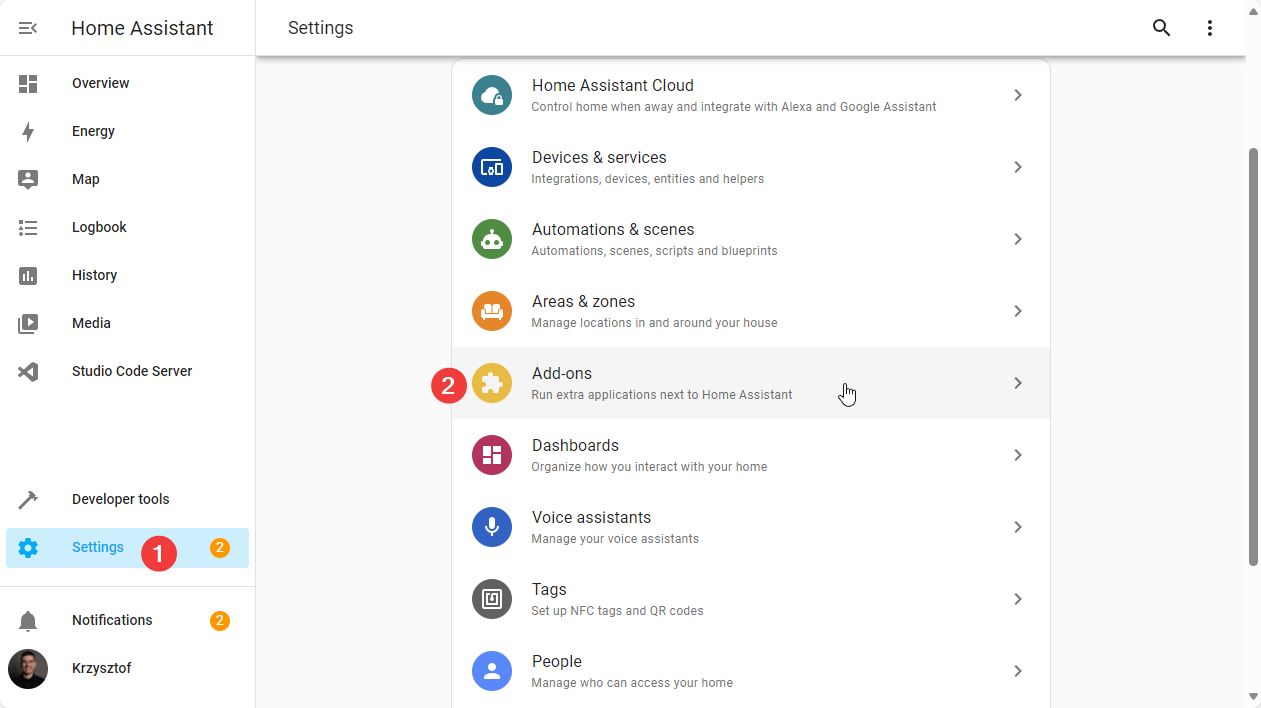 Home Assistant
Overview
Energy
Map
Logbook
History
Media
Studio Code Server
Developer tools
Settings 1 2
Notifications 2
Krzysztof
Settings
Home Assistant Cloud
Control home when away and integrate with Alexa and Google Assistant
Devices & services
Integrations, devices, entities and helpers
Automations & scenes
Automations, scenes, scripts and blueprints
Areas & zones
Manage locations in and around your house
2
Add-ons
Run extra applications next to Home Assistant
Dashboards
Organize how you interact with your home
Voice assistants
Manage your voice assistants
Tags
Set up NFC tags and QR codes
People
Manage who can access your home